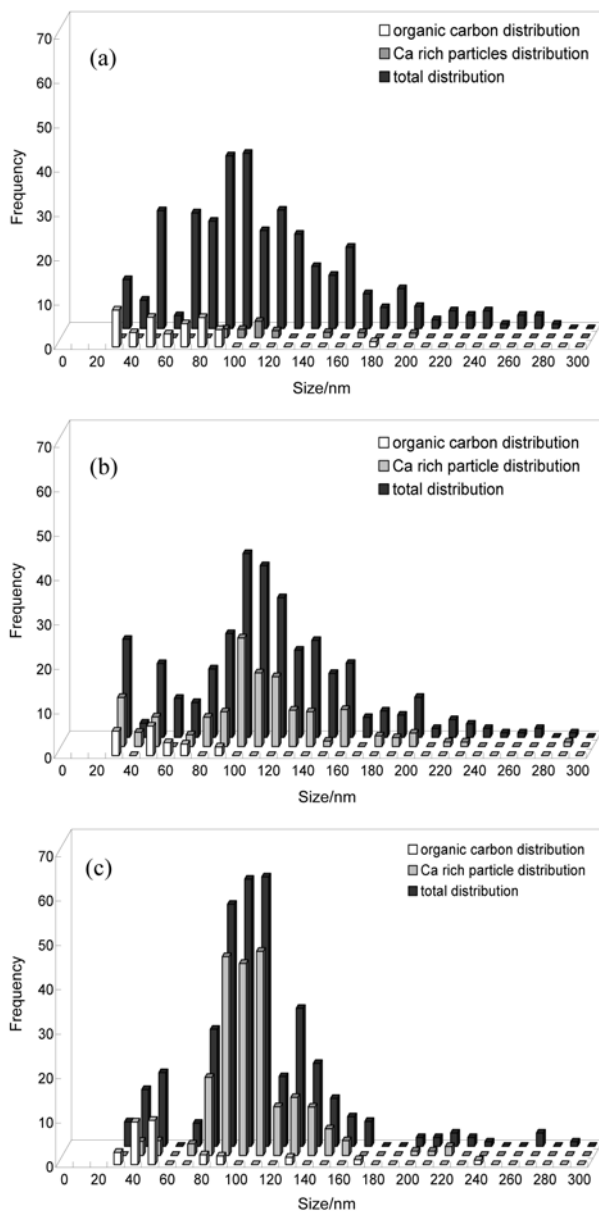 70
60
50
40
30
20
10
0
Frequency
(a)
organic carbon distribution
Ca rich particles distribution
total distribution
0 20 40 60 80 100 120 140 160 180 200 220 240 260 280 300
Size/nm
70
60
50
40
30
20
10
0
Frequency
(b)
organic carbon distribution
Ca rich particle distribution
total distribution
0 20 40 60 80 100 120 140 160 180 200 220 240 260 280 300
Size/nm
70
60
50
40
30
20
10
0
Frequency
(c)
organic carbon distribution
Ca rich particle distribution
total distribution
0 20 40 60 80 100 120 140 160 180 200 220 240 260 280 300
Size/nm